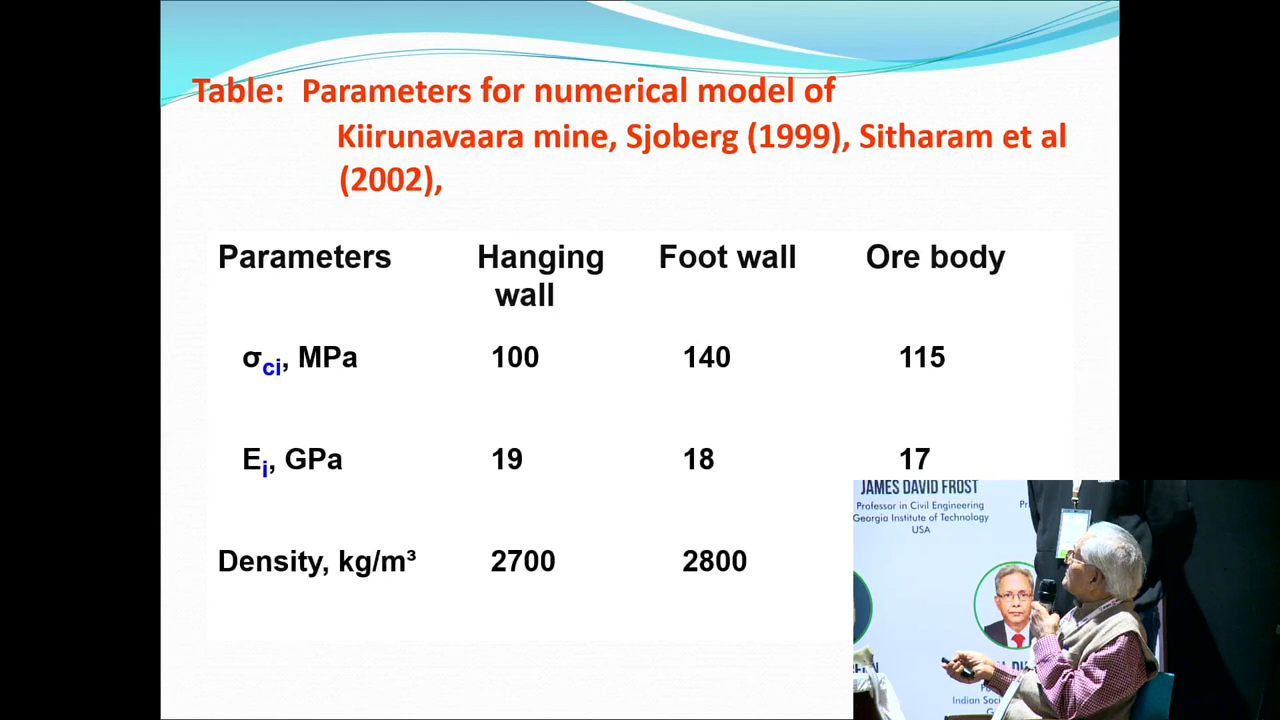 Table: Parameters for numerical model of
Kiirunavaara mine, Sjoberg (1999), Sitharam et al
(2002),
Parameters Hanging wall Foot wall Ore body
σci, MPa 100 140 115
Ei, GPa 19 18 17
Density, kg/m³ 2700 2800
JAMES DAVID FROST
Professor in Civil Engineering
Georgia Institute of Technology
USA
Indian